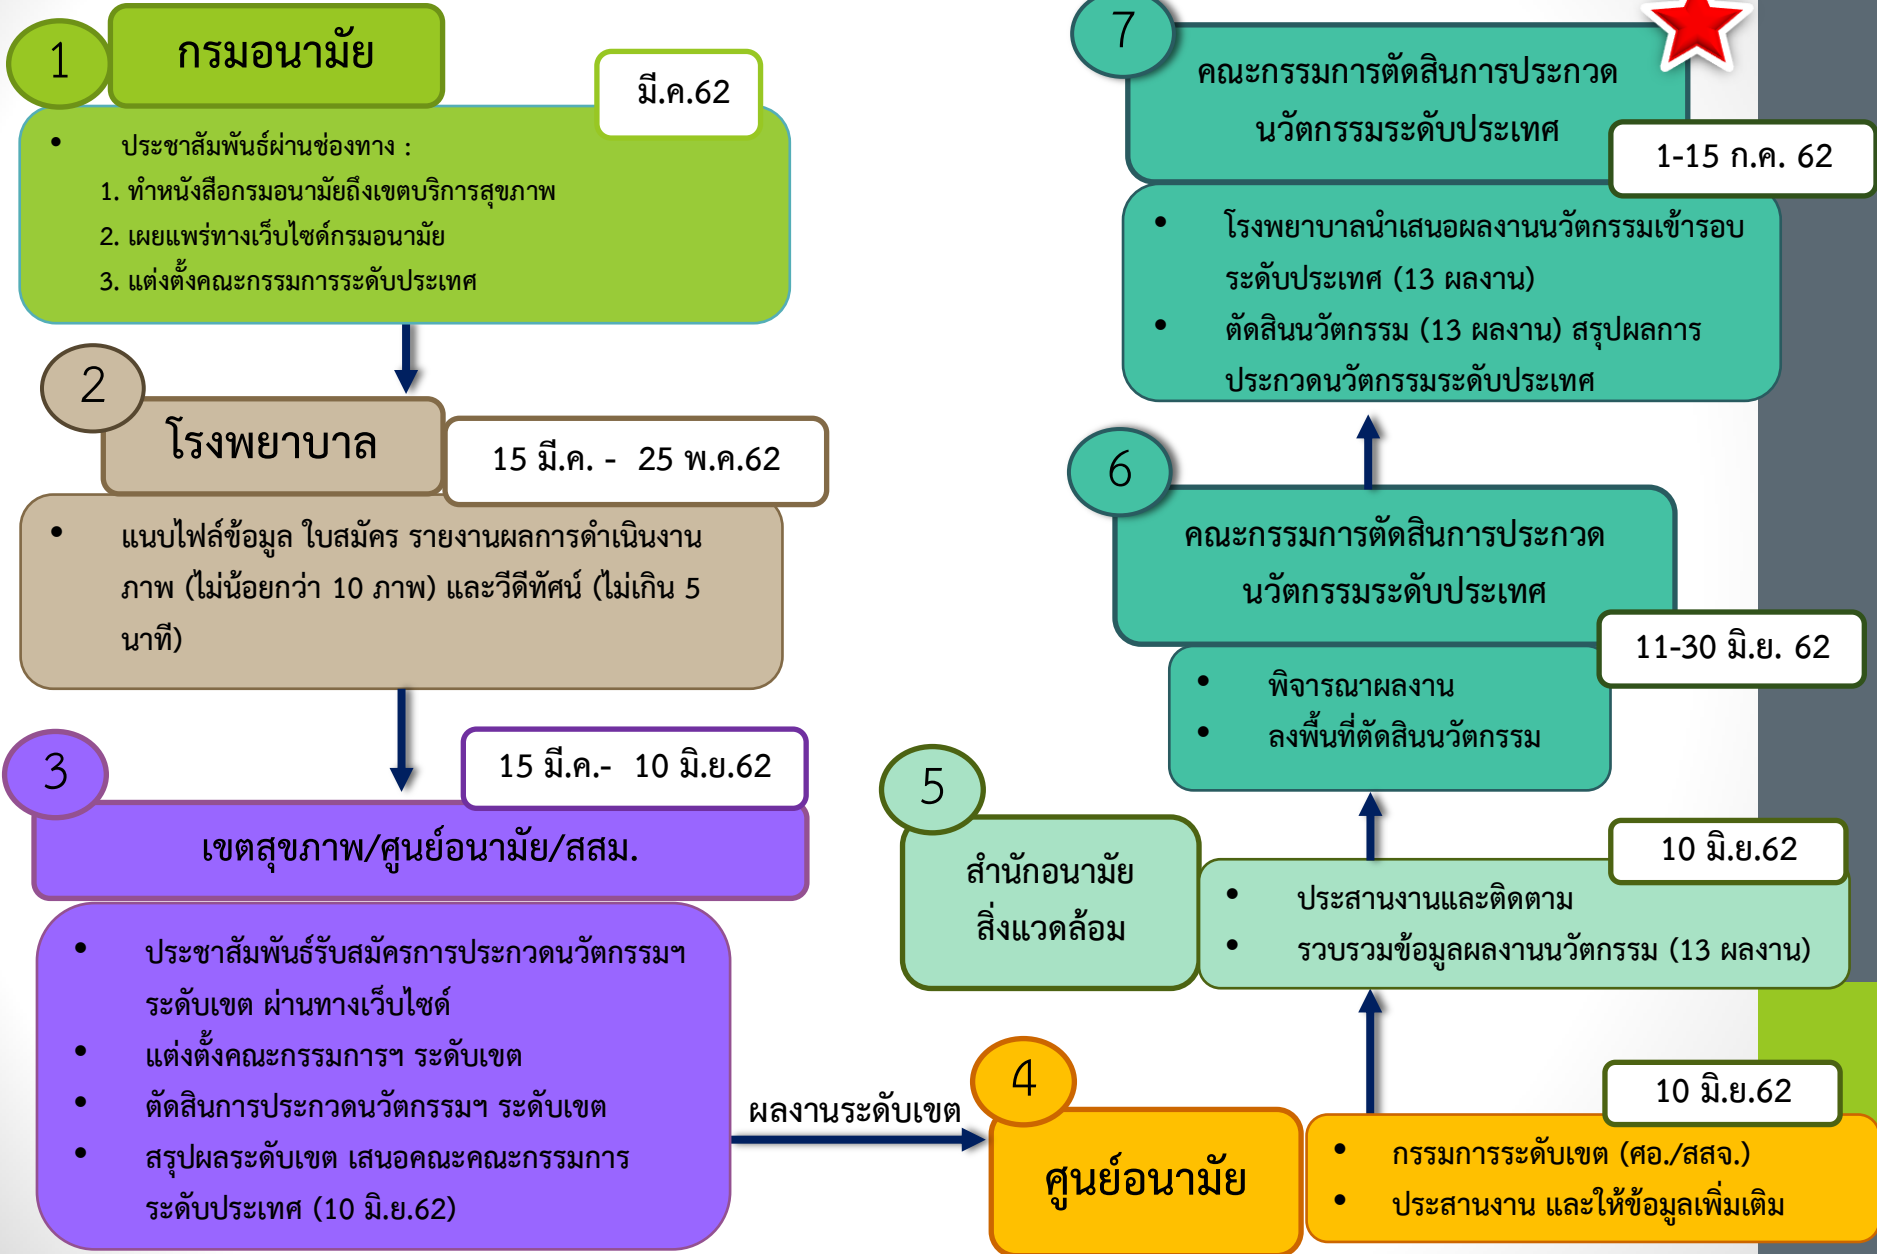 1
กรมอนามัย
มี.ค.62
• ประชาสัมพันธ์ผ่านช่องทาง :
1. ทำหนังสือกรมอนามัยถึงเขตบริการสุขภาพ
2. เผยแพร่ทางเว็บไซด์กรมอนามัย
3. แต่งตั้งคณะกรรมการระดับประเทศ
2
โรงพยาบาล
15 มี.ค. - 25 พ.ค.62
• แนบไฟล์ข้อมูล ใบสมัคร รายงานผลการดำเนินงาน
ภาพ (ไม่น้อยกว่า 10 ภาพ) และวีดีทัศน์ (ไม่เกิน 5
นาที)
3
15 มี.ค.- 10 มิ.ย.62
เขตสุขภาพ/ศูนย์อนามัย/สสม.
• ประชาสัมพันธ์รับสมัครการประกวดนวัตกรรมฯ
ระดับเขต ผ่านทางเว็บไซด์
• แต่งตั้งคณะกรรมการฯ ระดับเขต
• ตัดสินการประกวดนวัตกรรมฯ ระดับเขต
• สรุปผลระดับเขต เสนอคณะคณะกรรมการ
ระดับประเทศ (10 มิ.ย.62)
ผลงานระดับเขต
4
ศูนย์อนามัย
10 มิ.ย.62
• กรรมการระดับเขต (ศอ./สสจ.)
• ประสานงาน และให้ข้อมูลเพิ่มเติม
5
สำนักอนามัย
สิ่งแวดล้อม
10 มิ.ย.62
• ประสานงานและติดตาม
• รวบรวมข้อมูลผลงานนวัตกรรม (13 ผลงาน)
6
คณะกรรมการตัดสินการประกวด
นวัตกรรมระดับประเทศ
11-30 มิ.ย. 62
• พิจารณาผลงาน
• ลงพื้นที่ตัดสินนวัตกรรม
7
คณะกรรมการตัดสินการประกวด
นวัตกรรมระดับประเทศ
1-15 ก.ค. 62
• โรงพยาบาลนำเสนอผลงานนวัตกรรมเข้ารอบ
ระดับประเทศ (13 ผลงาน)
• ตัดสินนวัตกรรม (13 ผลงาน) สรุปผลการ
ประกวดนวัตกรรมระดับประเทศ